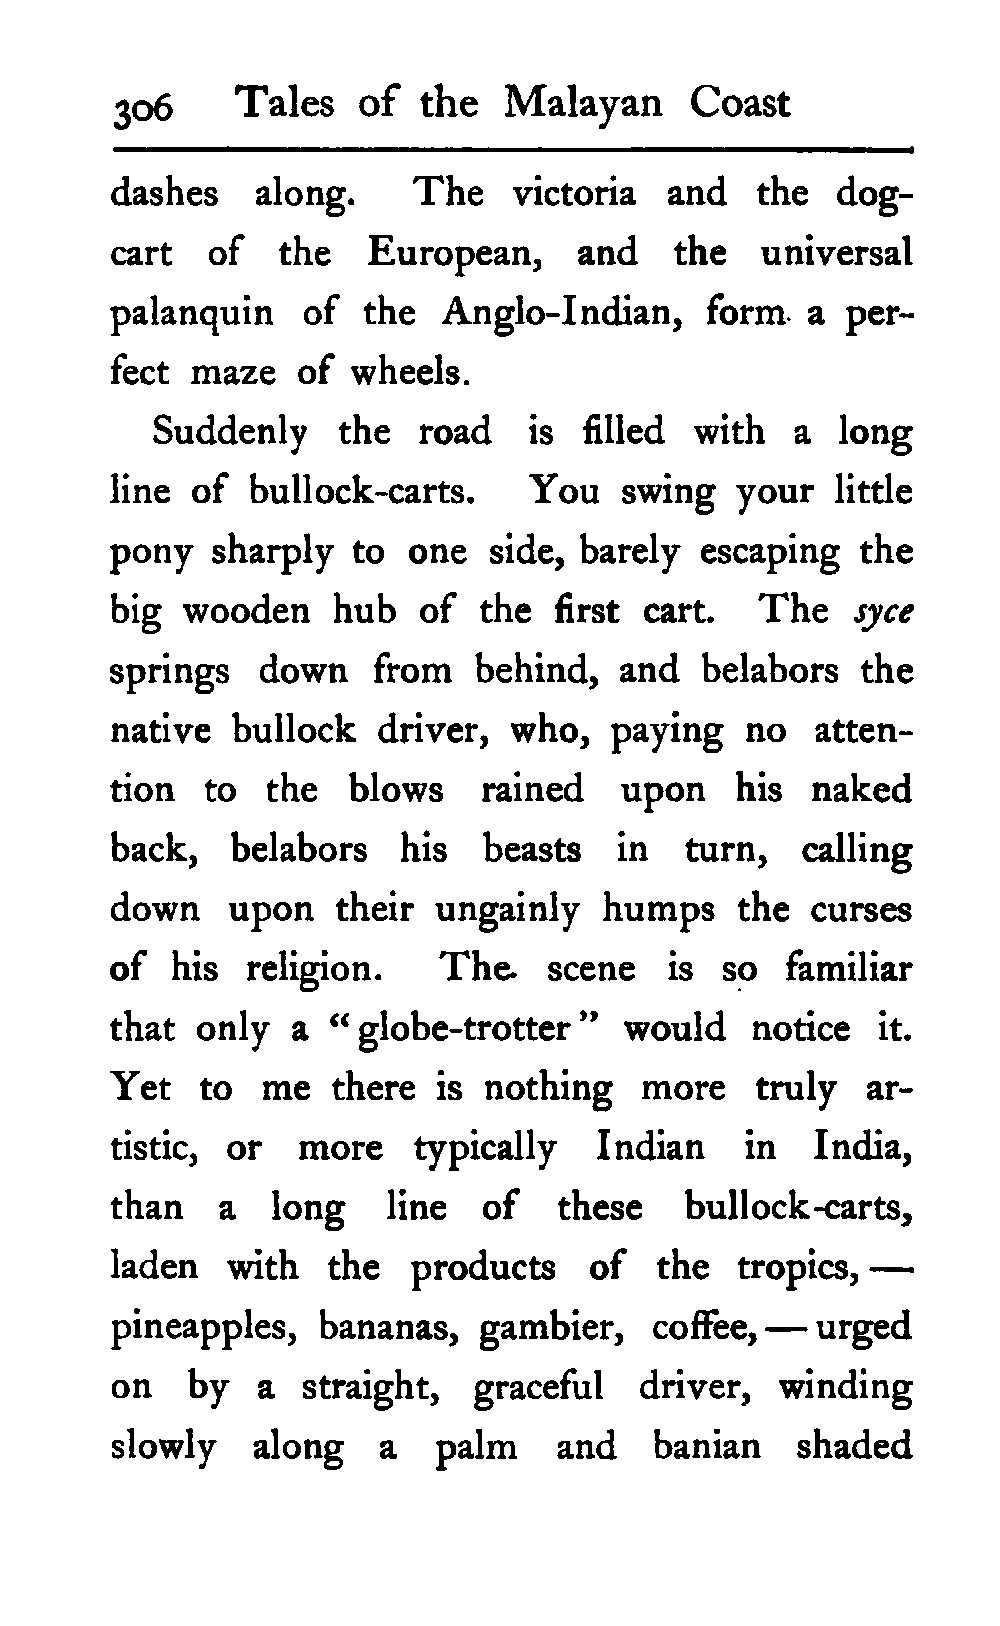 306 Tales of the Malayan Coast
dashes along. The victoria and the dog-
cart of the European, and the universal
palanquin of the Anglo-Indian, form a per-
fect maze of wheels.
Suddenly the road is filled with a long
line of bullock-carts. You swing your little
pony sharply to one side, barely escaping the
big wooden hub of the first cart. The syce
springs down from behind, and belabors the
native bullock driver, who, paying no atten-
tion to the blows rained upon his naked
back, belabors his beasts in turn, calling
down upon their ungainly humps the curses
of his religion. The scene is so familiar
that only a “globe-trotter” would notice it.
Yet to me there is nothing more truly ar-
tistic, or more typically Indian in India,
than a long line of these bullock-carts,
laden with the products of the tropics, —
pineapples, bananas, gambier, coffee, — urged
on by a straight, graceful driver, winding
slowly along a palm and banian shaded